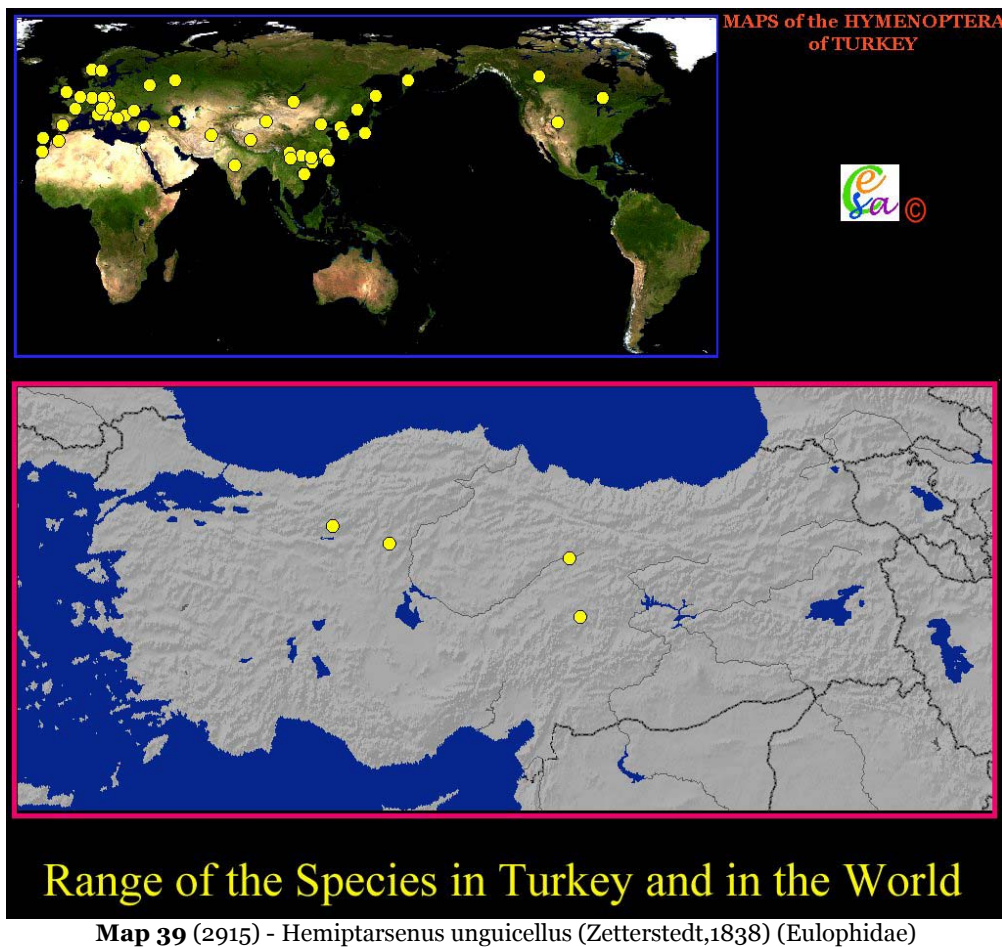 MAPS of the HYMENOPTERA
of TURKEY
Cesa ©
Range of the Species in Turkey and in the World
Map 39 (2915) - Hemiptarsenus unguicellus (Zetterstedt,1838) (Eulophidae)